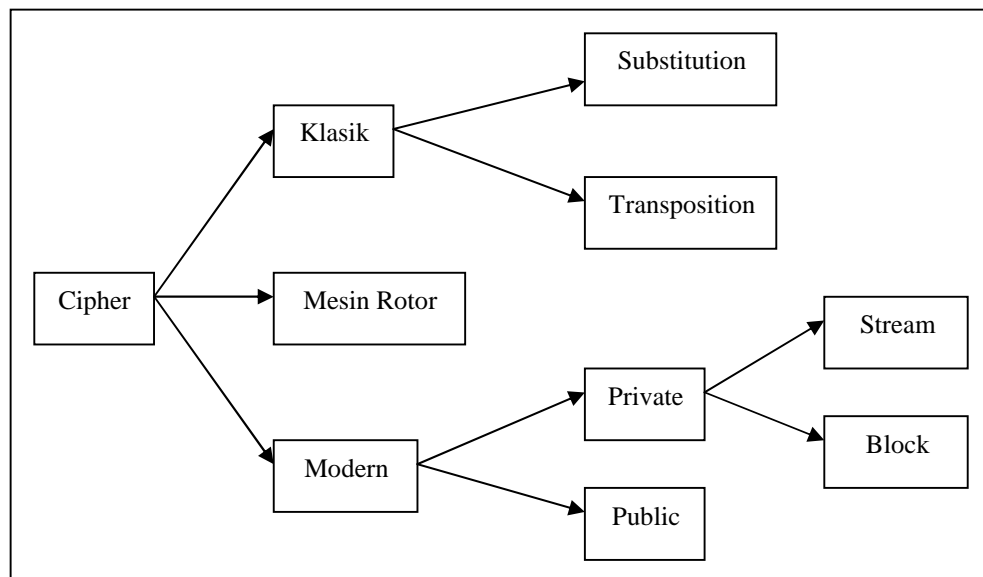 Substitution
Klasik
Transposition
Cipher
Mesin Rotor
Stream
Private
Block
Modern
Public